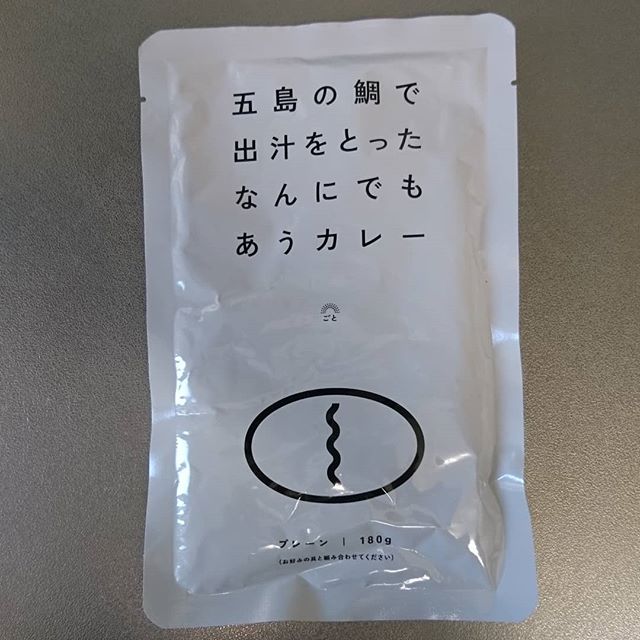 五島の鯛で
出汁をとった
なんにでも
あうカレー
ごと
プレーン | 180g
(お好みの具と組み合わせてください)